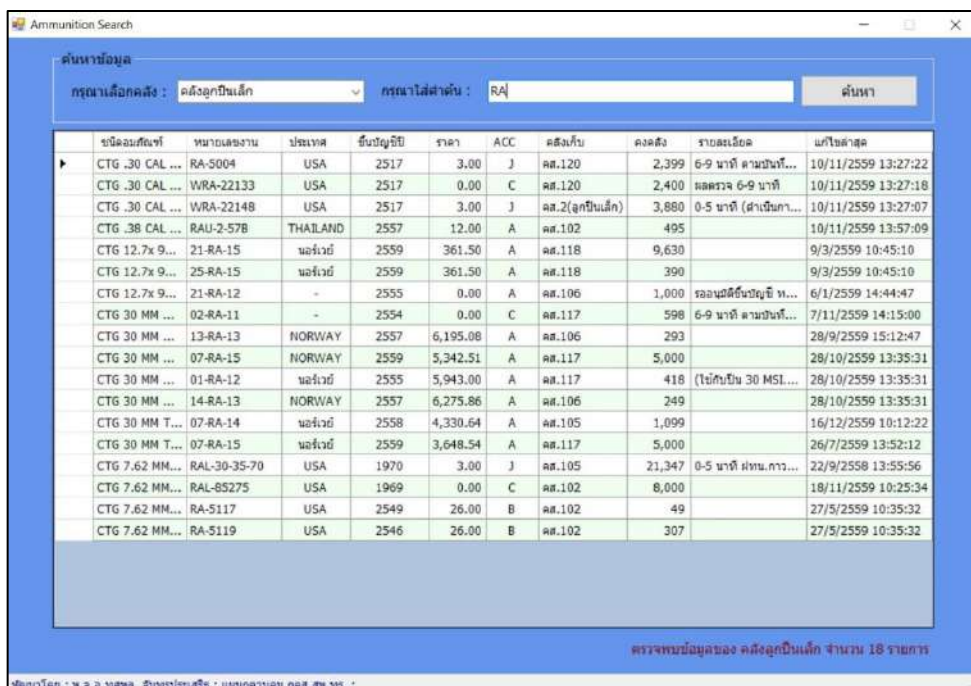 Ammunition Search
ค้นหาข้อมูล
กรุณาเลือกคลัง : คลังลูกปืนเล็ก กรุณาใส่คำค้น : RA ค้นหา
ชนิดอมภัณฑ์ หมายเลขงาน ประเทศ ขึ้นบัญชีปี ราคา ACC คลังเก็บ คงคลัง รายละเอียด แก้ไขล่าสุด
CTG .30 CAL ... RA-5004 USA 2517 3.00 J คส.120 2,399 6-9 นาที ตามบันที... 10/11/2559 13:27:22
CTG .30 CAL ... WRA-22133 USA 2517 0.00 C คส.120 2,400 ผลตรวจ 6-9 นาที 10/11/2559 13:27:18
CTG .30 CAL ... WRA-22148 USA 2517 3.00 J คส.2(ลูกปืนเล็ก) 3,880 0-5 นาที (ดำเนินกา... 10/11/2559 13:27:07
CTG .38 CAL ... RAU-2-57B THAILAND 2557 12.00 A คส.102 495 10/11/2559 13:57:09
CTG 12.7x 9... 21-RA-15 นอร์เวย์ 2559 361.50 A คส.118 9,630 9/3/2559 10:45:10
CTG 12.7x 9... 25-RA-15 นอร์เวย์ 2559 361.50 A คส.118 390 9/3/2559 10:45:10
CTG 12.7x 9... 21-RA-12 - 2555 0.00 A คส.106 1,000 รออนุมัติขึ้นบัญชี ห... 6/1/2559 14:44:47
CTG 30 MM ... 02-RA-11 - 2554 0.00 C คส.117 598 6-9 นาที ตามบันที... 7/11/2559 14:15:00
CTG 30 MM ... 13-RA-13 NORWAY 2557 6,195.08 A คส.106 293 28/9/2559 15:12:47
CTG 30 MM ... 07-RA-15 NORWAY 2559 5,342.51 A คส.117 5,000 28/10/2559 13:35:31
CTG 30 MM ... 01-RA-12 นอร์เวย์ 2555 5,943.00 A คส.117 418 (ใช้กับปืน 30 MSI.... 28/10/2559 13:35:31
CTG 30 MM ... 14-RA-13 NORWAY 2557 6,275.86 A คส.106 249 28/10/2559 13:35:31
CTG 30 MM T... 07-RA-14 นอร์เวย์ 2558 4,330.64 A คส.105 1,099 16/12/2559 10:12:22
CTG 30 MM T... 07-RA-15 นอร์เวย์ 2559 3,648.54 A คส.117 5,000 26/7/2559 13:52:12
CTG 7.62 MM... RAL-30-35-70 USA 1970 3.00 J คส.105 21,347 0-5 นาที 22/9/2558 13:55:56
CTG 7.62 MM... RAL-85275 USA 1969 0.00 C คส.102 8,000 18/11/2559 10:25:34
CTG 7.62 MM... RA-5117 USA 2549 26.00 B คส.102 49 27/5/2559 10:35:32
CTG 7.62 MM... RA-5119 USA 2546 26.00 B คส.102 307 27/5/2559 10:35:32
ตรวจพบข้อมูลของ คลังลูกปืนเล็ก จำนวน 18 รายการ